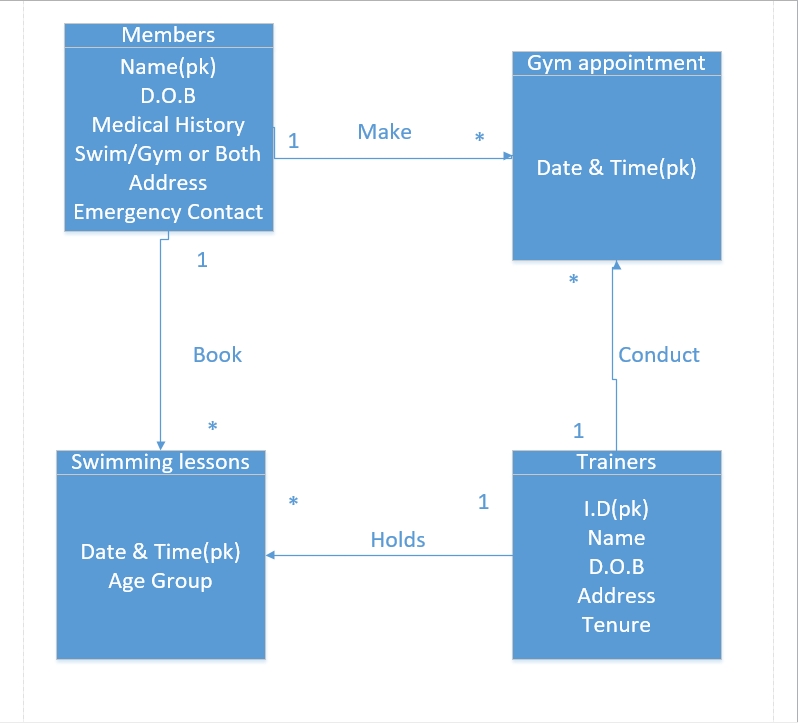 Members
Name(pk)
D.O.B
Medical History
Swim/Gym or Both
Address
Emergency Contact
Gym appointment
Date & Time(pk)
1
Make
*
1
Book
*
*
Conduct
1
Swimming lessons
Date & Time(pk)
Age Group
*
Holds
1
Trainers
I.D(pk)
Name
D.O.B
Address
Tenure